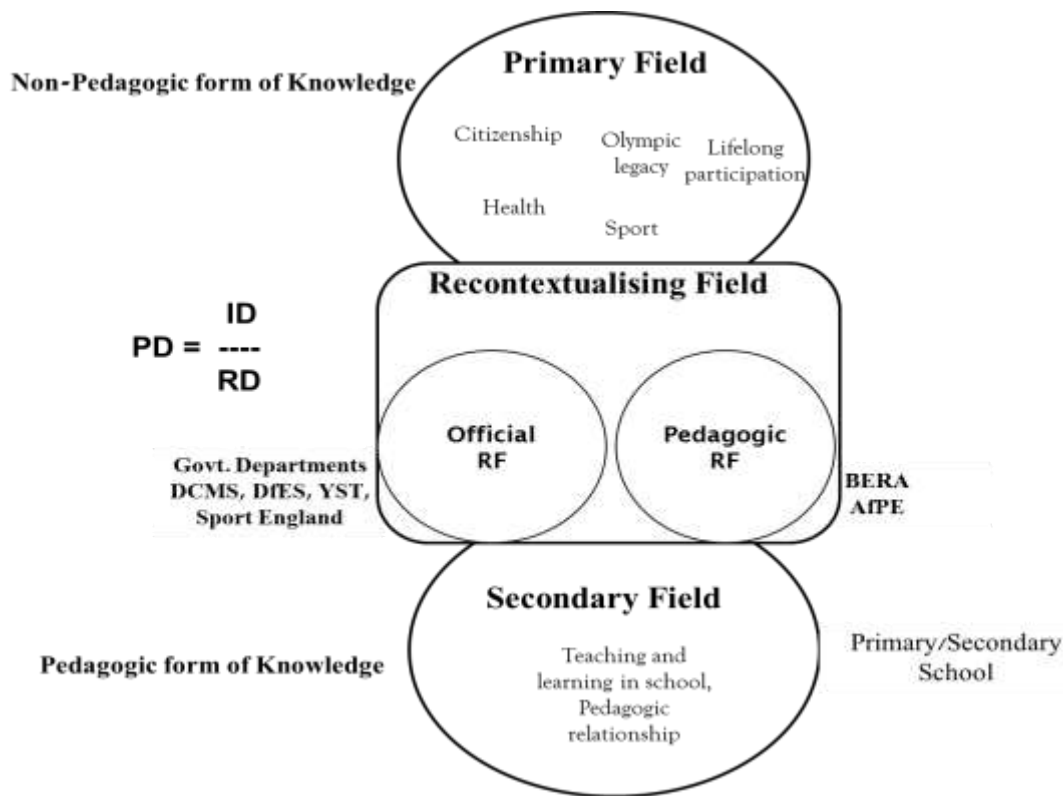 Primary Field
Non-Pedagogic form of Knowledge
Citizenship
Olympic
legacy
Lifelong
participation
Health
Sport
Recontextualising Field
ID
PD = ----
RD
Official
RF
Pedagogic
RF
Govt. Departments
DCMS, DfES, YST,
Sport England
BERA
AfPE
Secondary Field
Pedagogic form of Knowledge
Teaching and
learning in school,
Pedagogic
relationship
Primary/Secondary
School